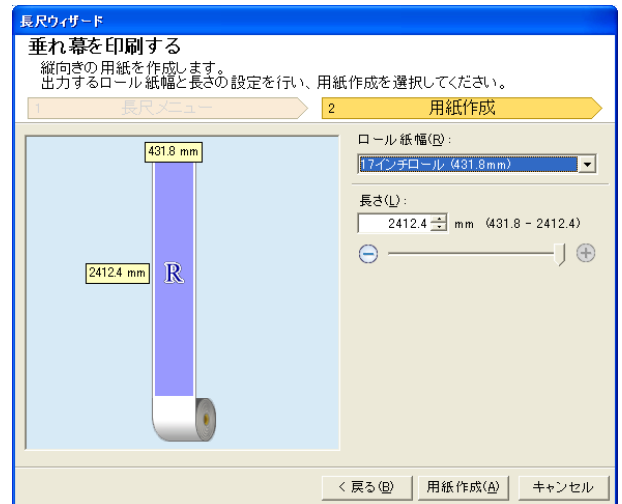 長尺ウィザード
垂れ幕を印刷する
縦向きの用紙を作成します。
出力するロール紙幅と長さの設定を行い、用紙作成を選択してください。
1 長尺メニュー
2 用紙作成
431.8 mm
2412.4 mm
R
ロール紙幅(R):
17インチロール (431.8mm)
長さ(L):
2412.4 mm (431.8 - 2412.4)
< 戻る(B)
用紙作成(A)
キャンセル